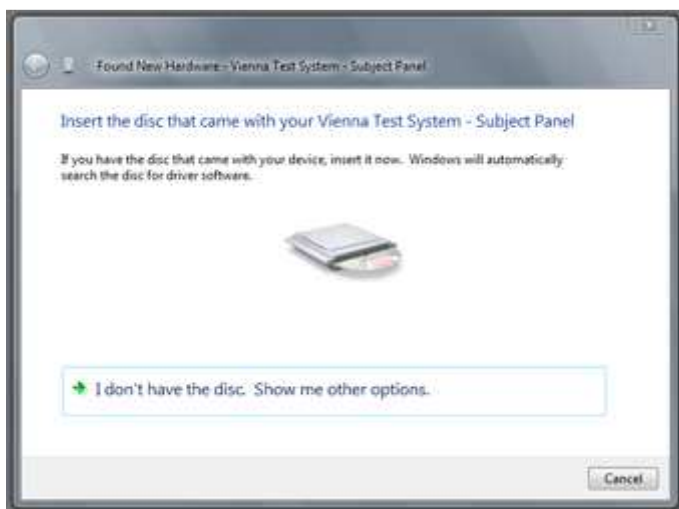 Found New Hardware - Vienna Test System - Subject Panel
Insert the disc that came with your Vienna Test System - Subject Panel
If you have the disc that came with your device, insert it now. Windows will automatically
search the disc for driver software.
I don't have the disc. Show me other options.
Cancel